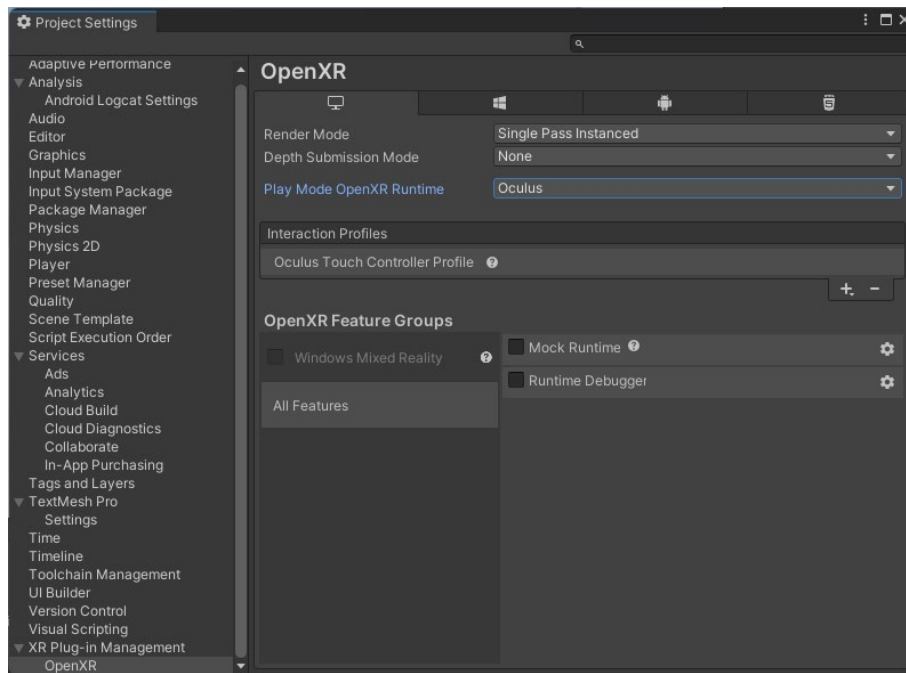 Project Settings
Adaptive Performance
Analysis
Android Logcat Settings
Audio
Editor
Graphics
Input Manager
Input System Package
Package Manager
Physics
Physics 2D
Player
Preset Manager
Quality
Scene Template
Script Execution Order
Services
Ads
Analytics
Cloud Build
Cloud Diagnostics
Collaborate
In-App Purchasing
Tags and Layers
TextMesh Pro
Settings
Time
Timeline
Toolchain Management
UI Builder
Version Control
Visual Scripting
XR Plug-in Management
OpenXR
OpenXR
Render Mode Single Pass Instanced
Depth Submission Mode None
Play Mode OpenXR Runtime Oculus
Interaction Profiles
Oculus Touch Controller Profile
OpenXR Feature Groups
Windows Mixed Reality
All Features
Mock Runtime
Runtime Debugger